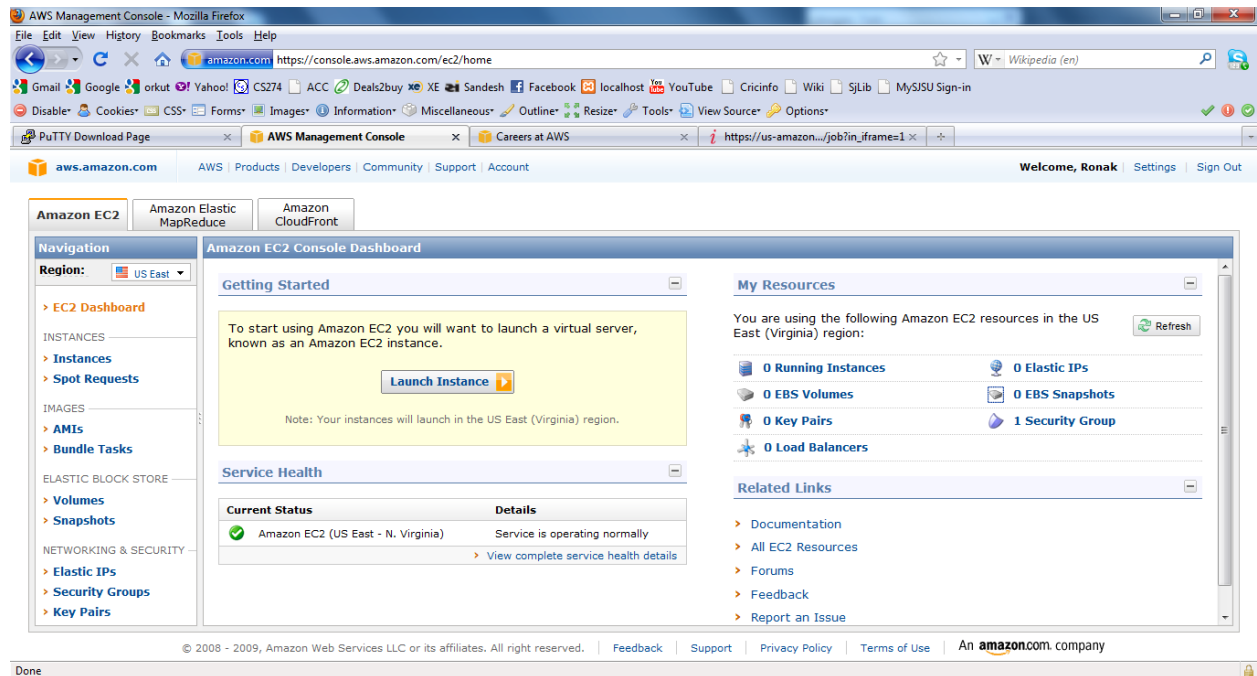 AWS Management Console - Mozilla Firefox
File Edit View History Bookmarks Tools Help
amazon.com https://console.aws.amazon.com/ec2/home
W Wikipedia (en)
Gmail Google orkut Yahoo! CS274 ACC Deals2buy XE Sandesh Facebook localhost YouTube Cricinfo Wiki SjLib MySJSU Sign-in
Disable Cookies CSS Forms Images Information Miscellaneous Outline Resize Tools View Source Options
PuTTY Download Page
AWS Management Console
Careers at AWS
https://us-amazon.../job?in_iframe=1
aws.amazon.com
AWS | Products | Developers | Community | Support | Account
Welcome, Ronak | Settings | Sign Out
Amazon EC2
Amazon Elastic
MapReduce
Amazon
CloudFront
Navigation
Region: US East
> EC2 Dashboard
INSTANCES
> Instances
> Spot Requests
IMAGES
> AMIs
> Bundle Tasks
ELASTIC BLOCK STORE
> Volumes
> Snapshots
NETWORKING & SECURITY
> Elastic IPs
> Security Groups
> Key Pairs
Amazon EC2 Console Dashboard
Getting Started
To start using Amazon EC2 you will want to launch a virtual server,
known as an Amazon EC2 instance.
Launch Instance
Note: Your instances will launch in the US East (Virginia) region.
Service Health
Current Status Details
Amazon EC2 (US East - N. Virginia) Service is operating normally
> View complete service health details
My Resources
You are using the following Amazon EC2 resources in the US
East (Virginia) region:
Refresh
0 Running Instances 0 Elastic IPs
0 EBS Volumes 0 EBS Snapshots
0 Key Pairs 1 Security Group
0 Load Balancers
Related Links
> Documentation
> All EC2 Resources
> Forums
> Feedback
> Report an Issue
© 2008 - 2009, Amazon Web Services LLC or its affiliates. All right reserved. | Feedback | Support | Privacy Policy | Terms of Use | An amazon.com. company
Done